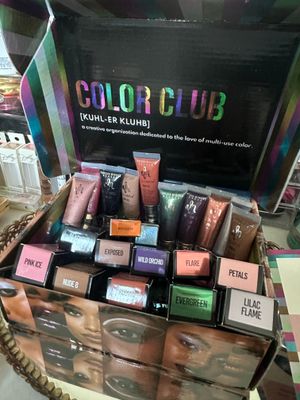 COLOR CLUB
[KUHL-ER KLUHB]
a creative organization dedicated to the love of multi-use color.
EXPOSED
WILD ORCHID
FLARE
PINK ICE
PETALS
NUDE 8
EVERGREEN
LILAC
FLAME